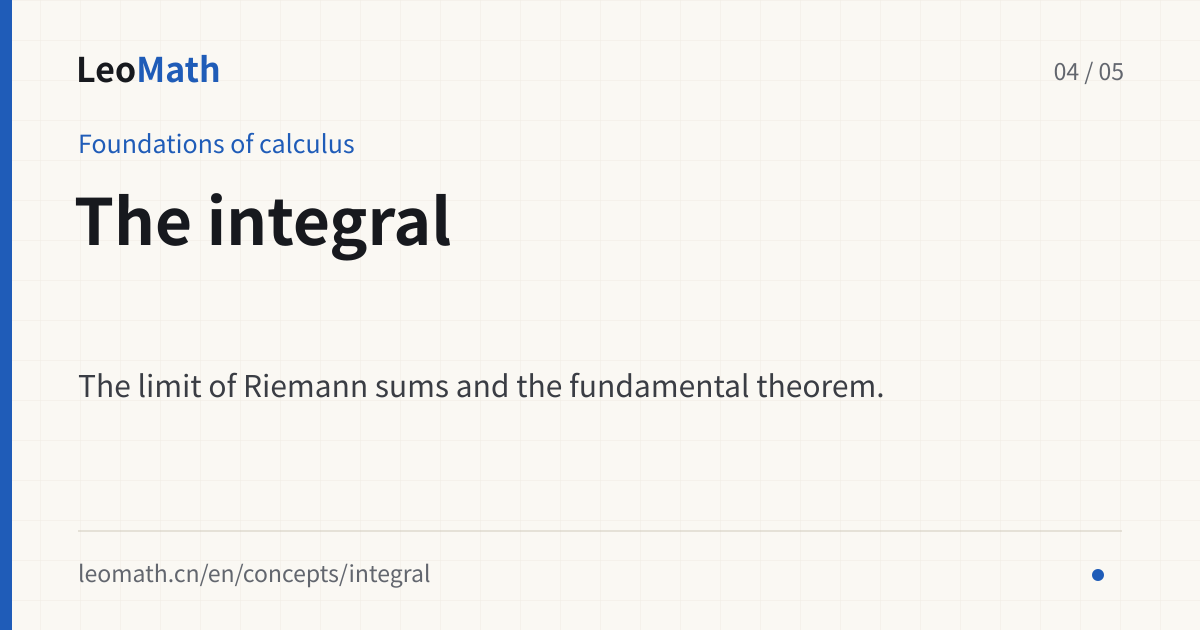 LeoMath
04 / 05
Foundations of calculus
The integral
The limit of Riemann sums and the fundamental theorem.
leomath.cn/en/concepts/integral